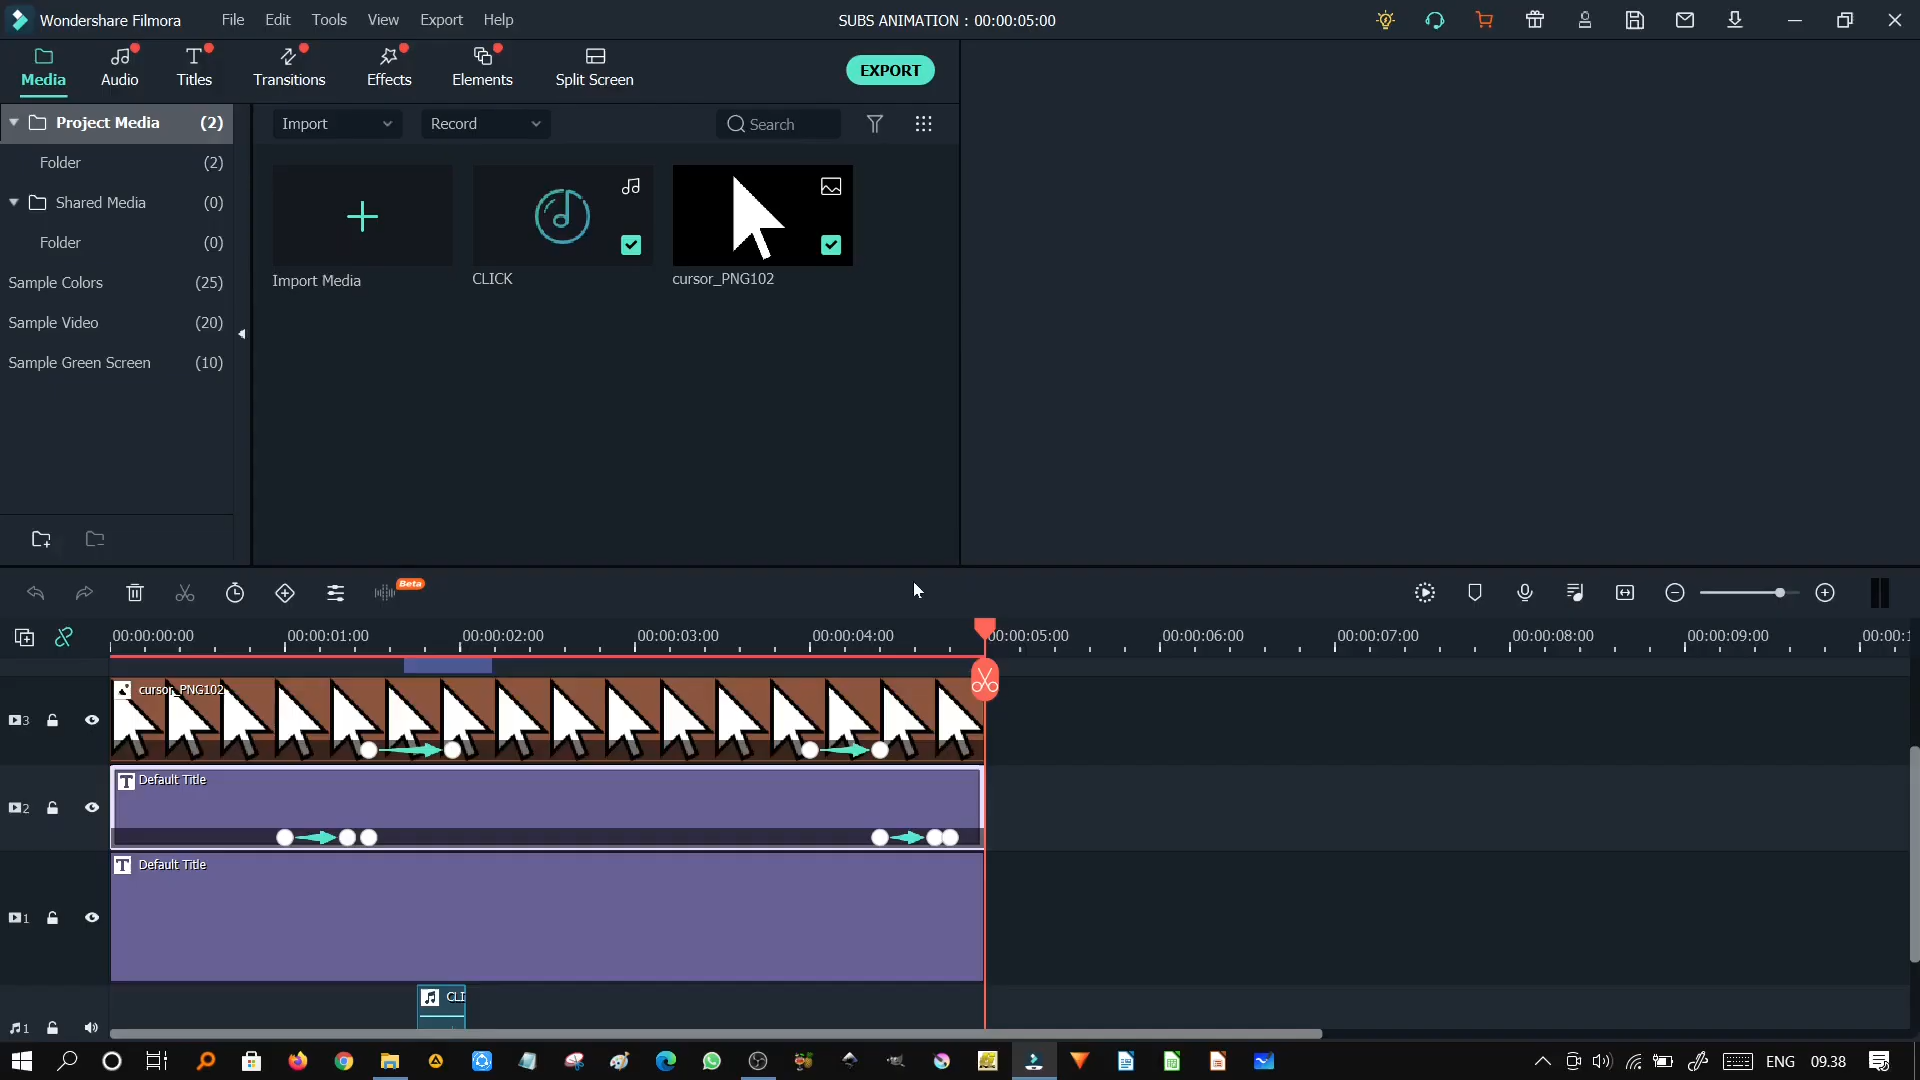 Wondershare Filmora File Edit Tools View Export Help SUBS ANIMATION : 00:00:05:00
Media Audio Titles Transitions Effects Elements Split Screen EXPORT
Project Media (2)
Import Record Search
Folder (2)
Shared Media (0)
Folder (0)
Sample Colors (25)
Sample Video (20)
Sample Green Screen (10)
Import Media CLICK cursor_PNG102
Beta
00:00:00:00 00:00:01:00 00:00:02:00 00:00:03:00 00:00:04:00 00:00:05:00 00:00:06:00 00:00:07:00 00:00:08:00 00:00:09:00 00:00:1
3 cursor_PNG102
2 Default Title
1 Default Title
1 CLI
ENG 09.38